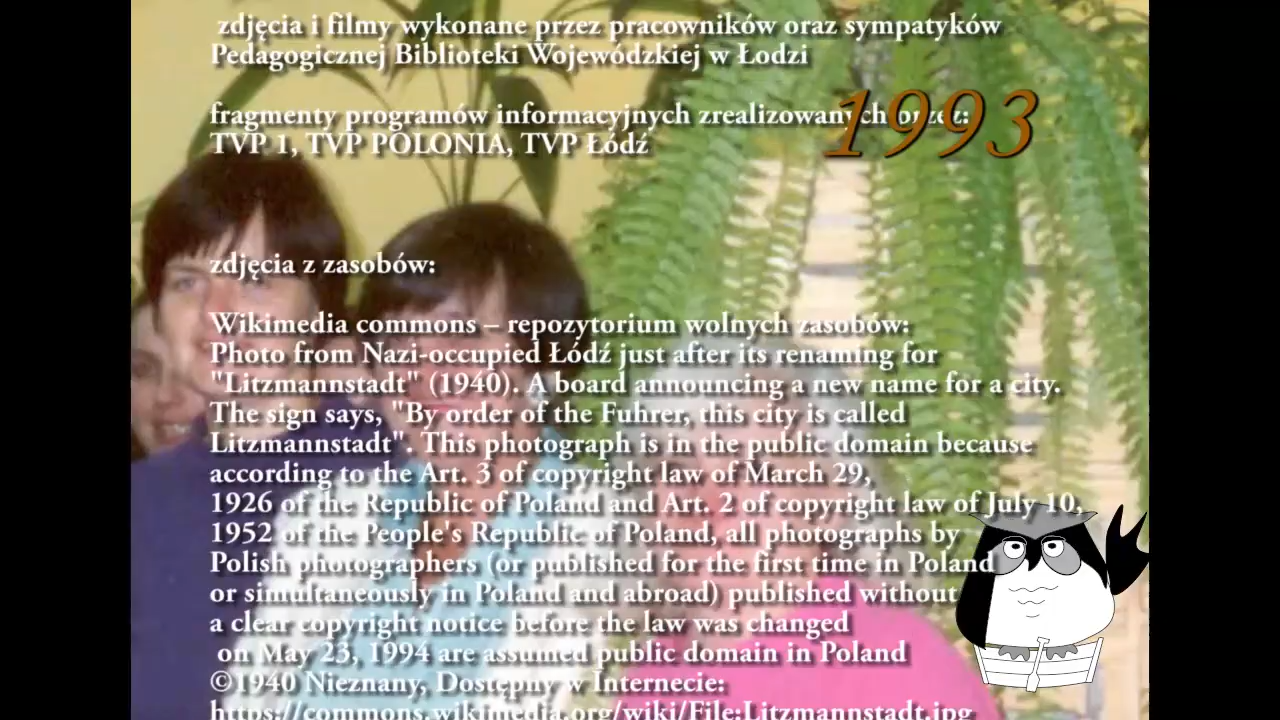 zdjęcia i filmy wykonane przez pracowników oraz sympatyków
Pedagogicznej Biblioteki Wojewódzkiej w Łodzi
fragmenty programów informacyjnych zrealizowanych przez:
1993
TVP 1, TVP POLONIA, TVP Łódź
zdjęcia z zasobów:
Wikimedia commons – repozytorium wolnych zasobów:
Photo from Nazi-occupied Łódź just after its renaming for
"Litzmannstadt" (1940). A board announcing a new name for a city.
The sign says, "By order of the Fuhrer, this city is called
Litzmannstadt". This photograph is in the public domain because
according to the Art. 3 of copyright law of March 29,
1926 of the Republic of Poland and Art. 2 of copyright law of July 10,
1952 of the People's Republic of Poland, all photographs by
Polish photographers (or published for the first time in Poland
or simultaneously in Poland and abroad) published without
a clear copyright notice before the law was changed
on May 23, 1994 are assumed public domain in Poland
©1940 Nieznany, Dostępny w Internecie:
https://commons.wikimedia.org/wiki/File:Litzmannstadt.jpg